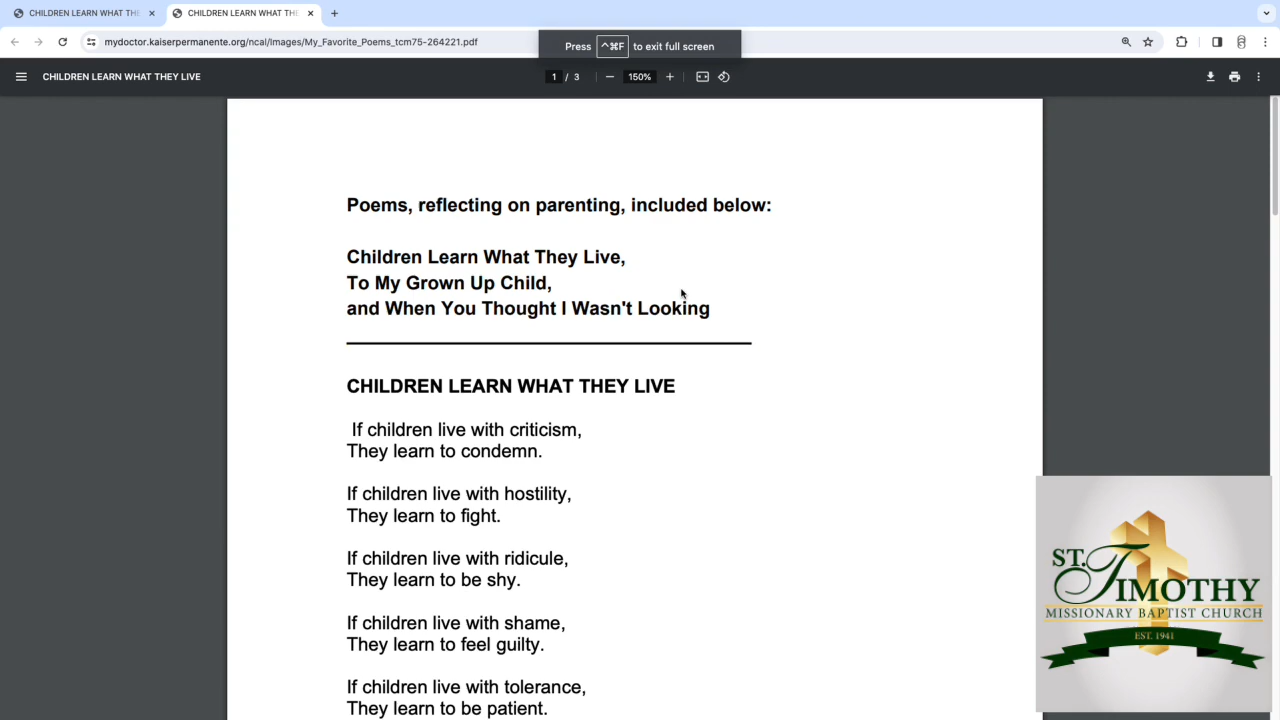 CHILDREN LEARN WHAT THE
CHILDREN LEARN WHAT THE
mydoctor.kaiserpermanente.org/ncal/Images/My_Favorite_Poems_tcm75-264221.pdf
Press ^⌘F to exit full screen
CHILDREN LEARN WHAT THEY LIVE
1 / 3
150%
Poems, reflecting on parenting, included below:
Children Learn What They Live,
To My Grown Up Child,
and When You Thought I Wasn't Looking
CHILDREN LEARN WHAT THEY LIVE
If children live with criticism,
They learn to condemn.
If children live with hostility,
They learn to fight.
If children live with ridicule,
They learn to be shy.
If children live with shame,
They learn to feel guilty.
If children live with tolerance,
They learn to be patient.
ST. TIMOTHY
MISSIONARY BAPTIST CHURCH
EST. 1941